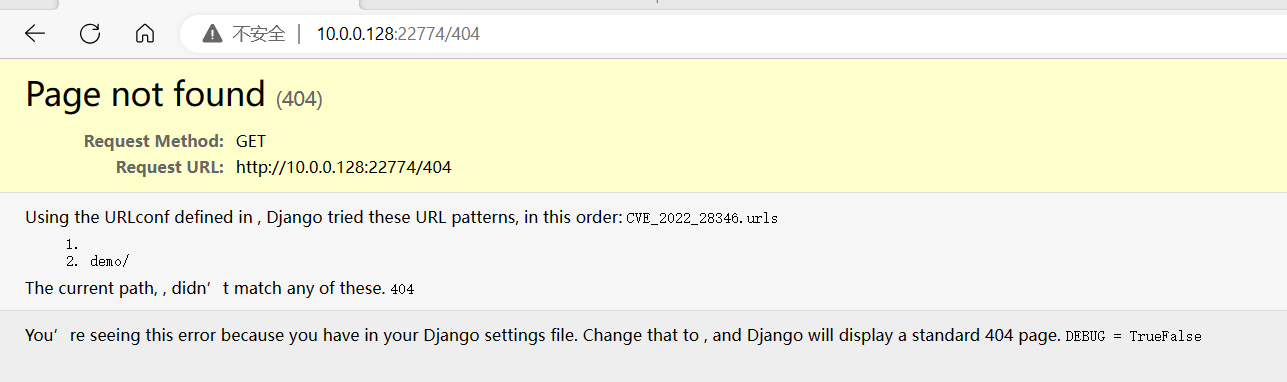 不安全 | 10.0.0.128:22774/404
Page not found (404)
Request Method: GET
Request URL: http://10.0.0.128:22774/404
Using the URLconf defined in , Django tried these URL patterns, in this order: CVE_2022_28346.urls
1.
2. demo/
The current path, , didn’t match any of these. 404
You’re seeing this error because you have in your Django settings file. Change that to , and Django will display a standard 404 page. DEBUG = TrueFalse